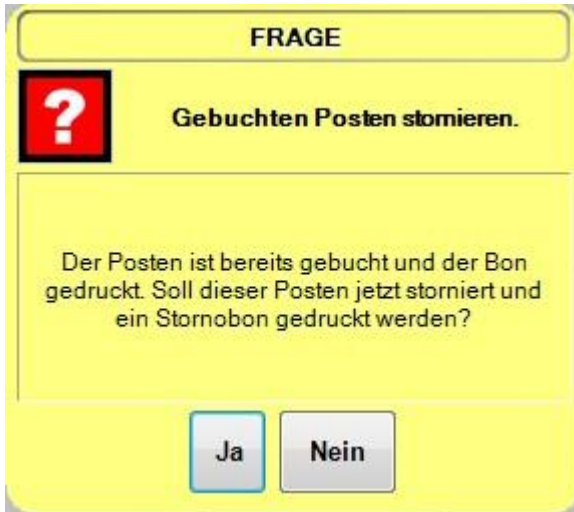 FRAGE
?
Gebuchten Posten stornieren.
Der Posten ist bereits gebucht und der Bon
gedruckt. Soll dieser Posten jetzt storniert und
ein Stornobon gedruckt werden?
Ja Nein